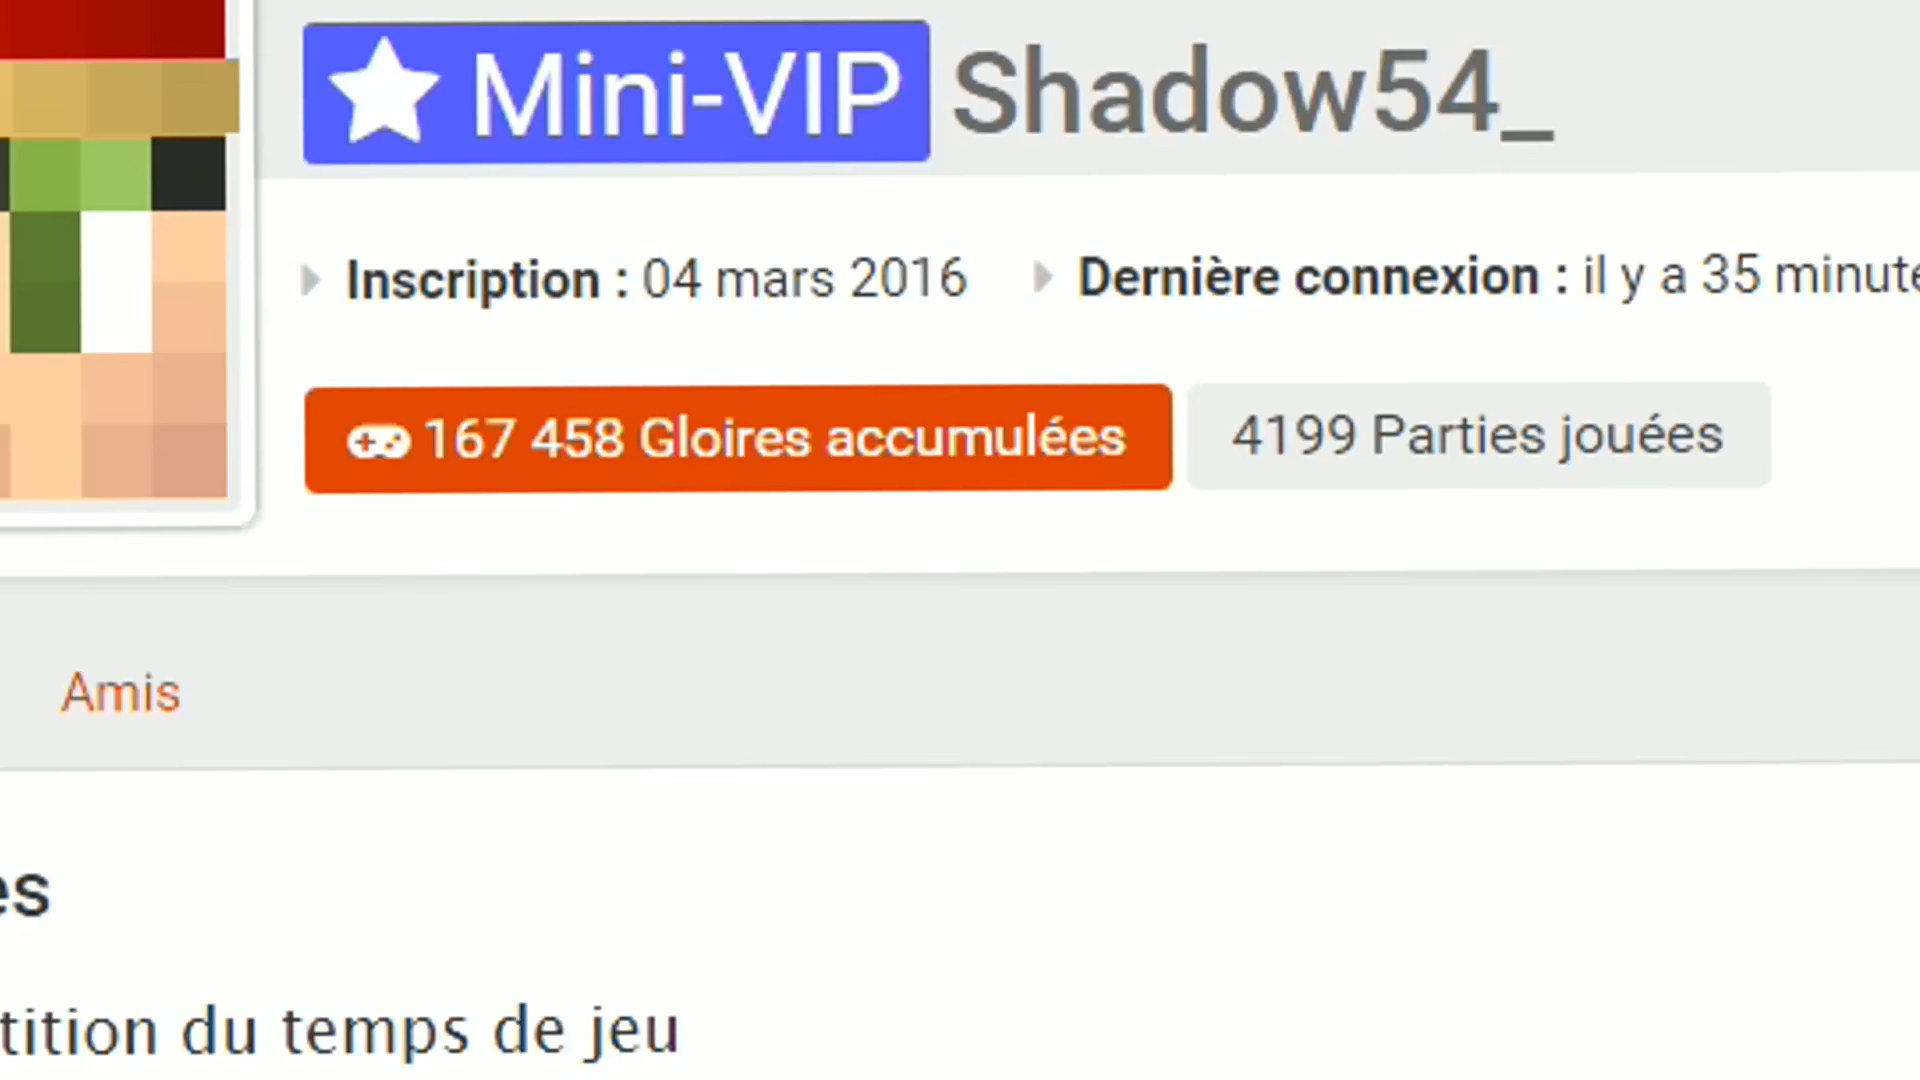 Mini-VIP Shadow54_
Inscription : 04 mars 2016 Dernière connexion : il y a 35 minute
167 458 Gloires accumulées 4199 Parties jouées
Amis
es
tition du temps de jeu